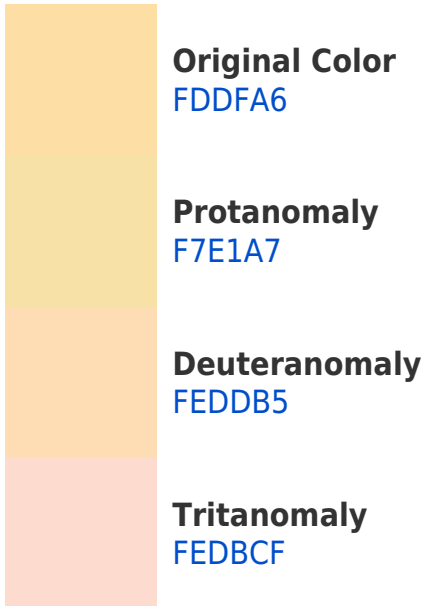 Original Color
FDDFA6
Protanomaly
F7E1A7
Deuteranomaly
FEDDB5
Tritanomaly
FEDBCF